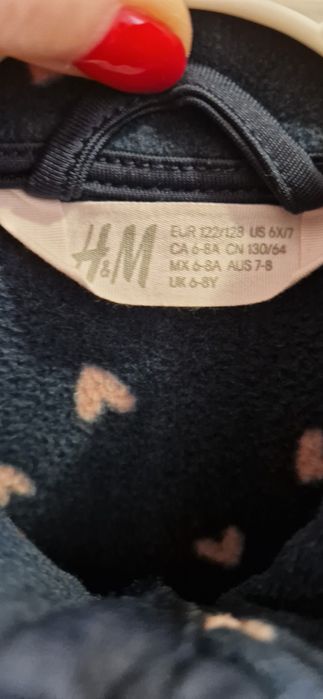 H&M
EUR 122/128 US 6X/7
CA 6-8A CN 130/64
MX 6-8A AUS 7-8
UK 6-8Y